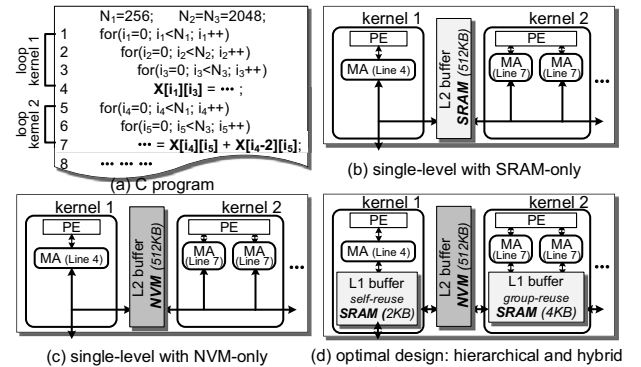 N₁=256; N₂=N₃=2048;
loop kernel 1
loop kernel 2
1 for(i₁=0; i₁<N₁; i₁++)
2 for(i₂=0; i₂<N₂; i₂++)
3 for(i₃=0; i₃<N₃; i₃++)
4 X[i₁][i₃] = ··· ;
5 for(i₄=0; i₄<N₁; i₄++)
6 for(i₅=0; i₅<N₃; i₅++)
7 ··· = X[i₄][i₅] + X[i₄-2][i₅];
8 ··· ··· ···
(a) C program
kernel 1
PE
MA (Line 4)
L2 buffer
SRAM (512KB)
kernel 2
PE
MA
(Line 7)
MA
(Line 7)
···
(b) single-level with SRAM-only
kernel 1
PE
MA (Line 4)
L2 buffer
NVM (512KB)
kernel 2
PE
MA
(Line 7)
MA
(Line 7)
···
(c) single-level with NVM-only
kernel 1
PE
MA (Line 4)
L1 buffer
self-reuse
SRAM (2KB)
L2 buffer
NVM (512KB)
kernel 2
PE
MA
(Line 7)
MA
(Line 7)
L1 buffer
group-reuse
SRAM (4KB)
···
(d) optimal design: hierarchical and hybrid